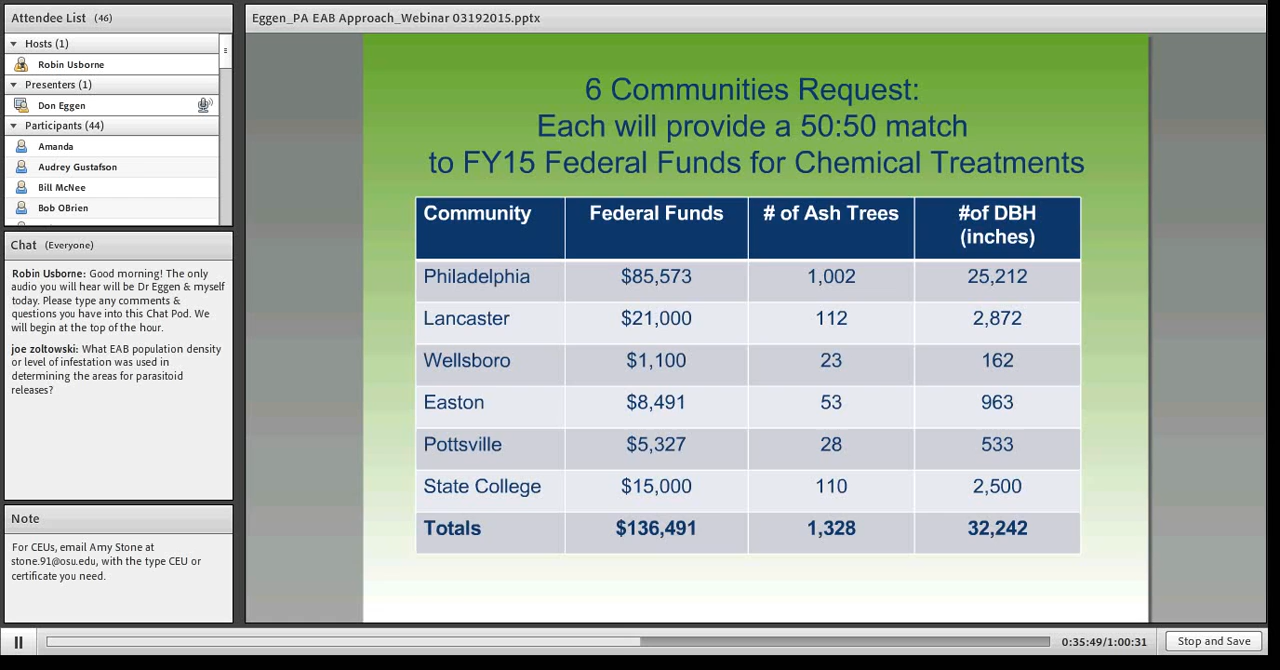 Attendee List (46)
Hosts (1)
Robin Usborne
Presenters (1)
Don Eggen
Participants (44)
Amanda
Audrey Gustafson
Bill McNee
Bob OBrien
Chat (Everyone)
Robin Usborne: Good morning! The only
audio you will hear will be Dr Eggen & myself
today. Please type any comments &
questions you have into this Chat Pod. We
will begin at the top of the hour.
joe zoltowski: What EAB population density
or level of infestation was used in
determining the areas for parasitoid
releases?
Note
For CEUs, email Amy Stone at
stone.91@osu.edu, with the type CEU or
certificate you need.
Eggen_PA EAB Approach_Webinar 03192015.pptx
6 Communities Request:
Each will provide a 50:50 match
to FY15 Federal Funds for Chemical Treatments
Community Federal Funds # of Ash Trees #of DBH
(inches)
Philadelphia $85,573 1,002 25,212
Lancaster $21,000 112 2,872
Wellsboro $1,100 23 162
Easton $8,491 53 963
Pottsville $5,327 28 533
State College $15,000 110 2,500
Totals $136,491 1,328 32,242
0:35:49/1:00:31 Stop and Save